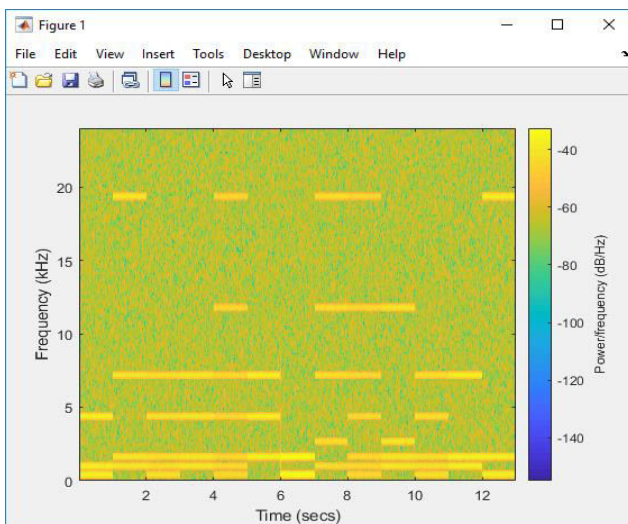 Figure 1
File Edit View Insert Tools Desktop Window Help
20
15
10
5
0
2 4 6 8 10 12
Frequency (kHz)
Time (secs)
-40
-60
-80
-100
-120
-140
Power/frequency (dB/Hz)